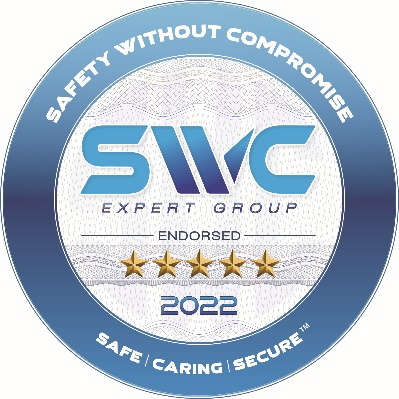 SAFETY WITHOUT COMPROMISE
SWC
EXPERT GROUP
ENDORSED
2022
SAFE | CARING | SECURE™